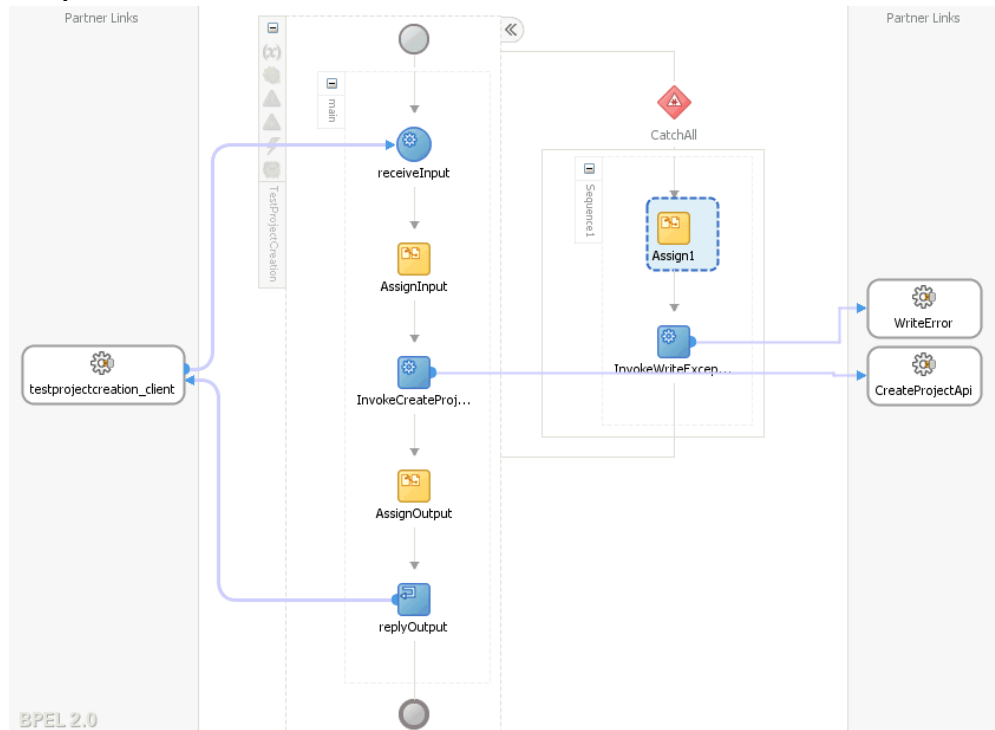 Partner Links
Partner Links
(x)
main
TestProjectCreation
receiveInput
AssignInput
InvokeCreateProj...
AssignOutput
replyOutput
CatchAll
Sequence1
Assign1
InvokeWriteExcep...
testprojectcreation_client
WriteError
CreateProjectApi
BPEL 2.0